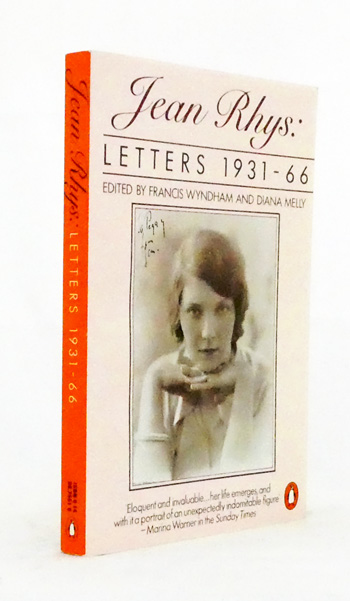 Jean Rhys:
LETTERS 1931-66
EDITED BY FRANCIS WYNDHAM AND DIANA MELLY
Eloquent and invaluable...her life emerges, and
with it a portrait of an unexpectedly indomitable figure
– Marina Warner in the Sunday Times
Jean Rhys: LETTERS 1931-66